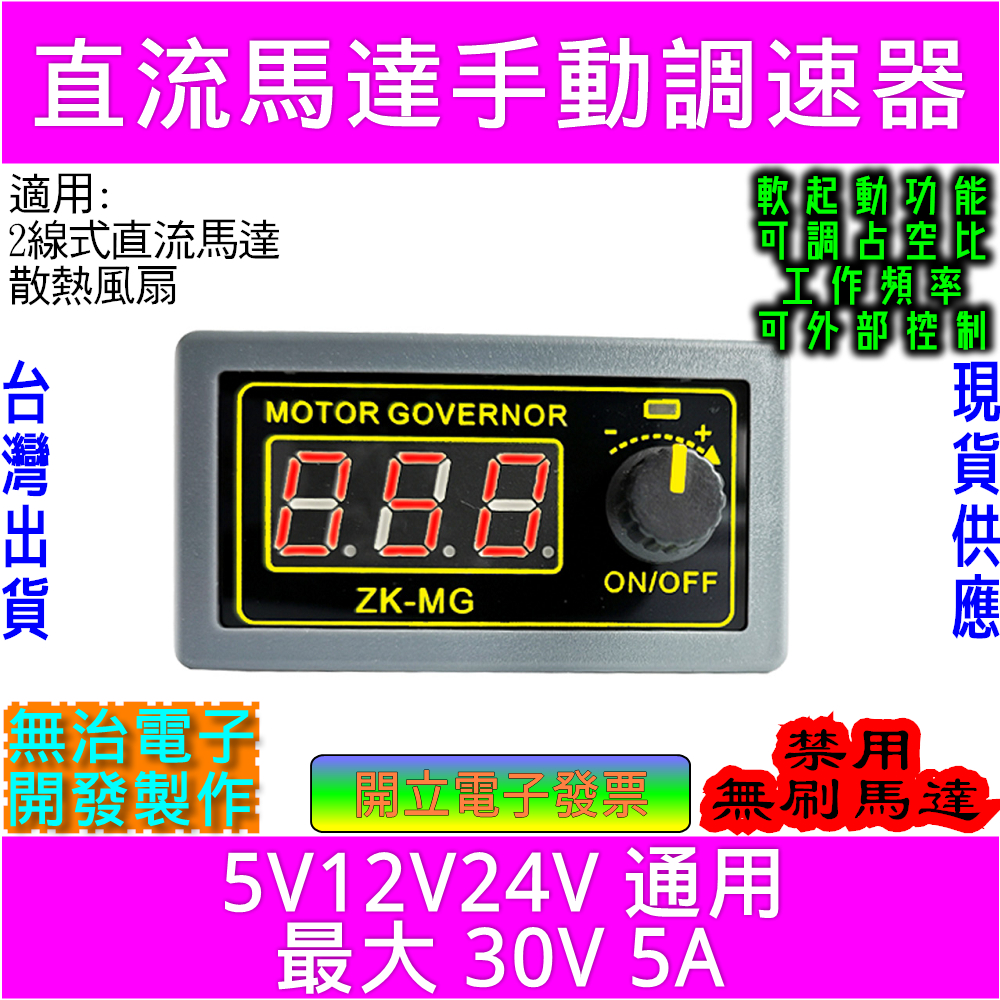 直流馬達手動調速器
適用:
2線式直流馬達
散熱風扇
軟起動功能
可調占空比
工作頻率
可外部控制
台灣出貨
現貨供應
MOTOR GOVERNOR
- +
050
ON/OFF
ZK-MG
無治電子
開發製作
開立電子發票
禁用
無刷馬達
5V12V24V 通用
最大 30V 5A